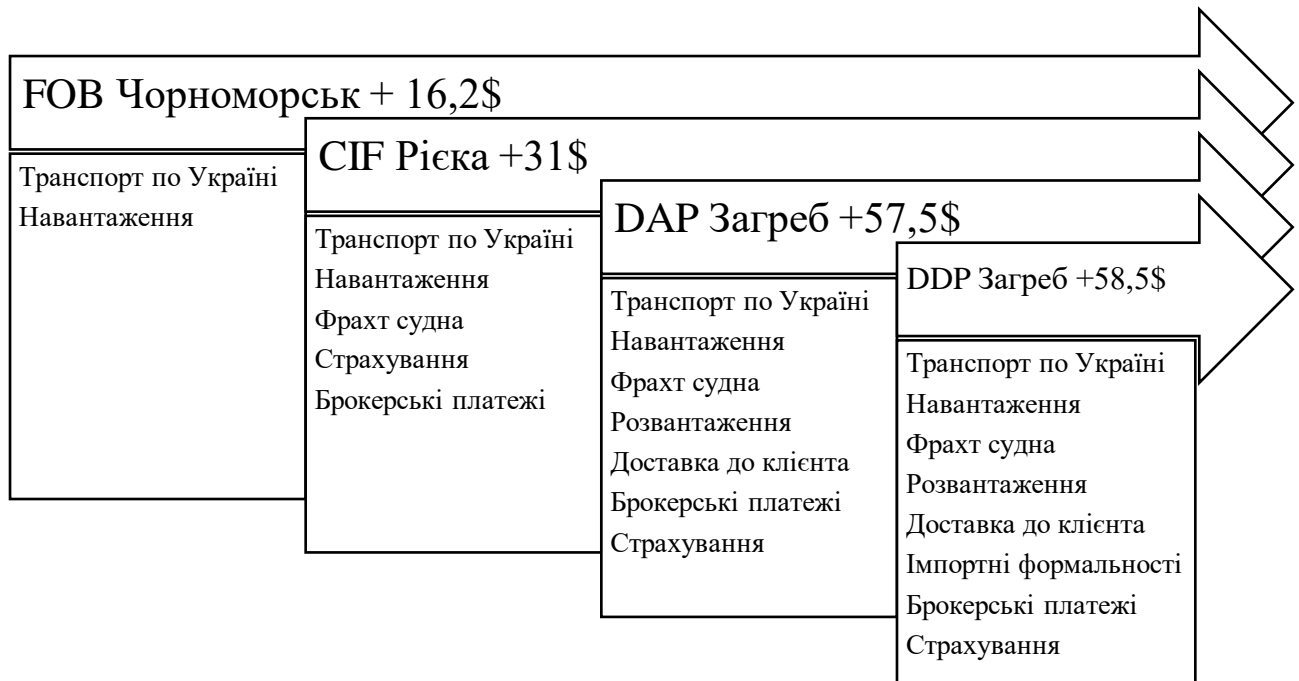 FOB Чорноморськ + 16,2$
Транспорт по Україні
Навантаження
CIF Рієка +31$
Транспорт по Україні
Навантаження
Фрахт судна
Страхування
Брокерські платежі
DAP Загреб +57,5$
Транспорт по Україні
Навантаження
Фрахт судна
Розвантаження
Доставка до клієнта
Брокерські платежі
Страхування
DDP Загреб +58,5$
Транспорт по Україні
Навантаження
Фрахт судна
Розвантаження
Доставка до клієнта
Імпортні формальності
Брокерські платежі
Страхування